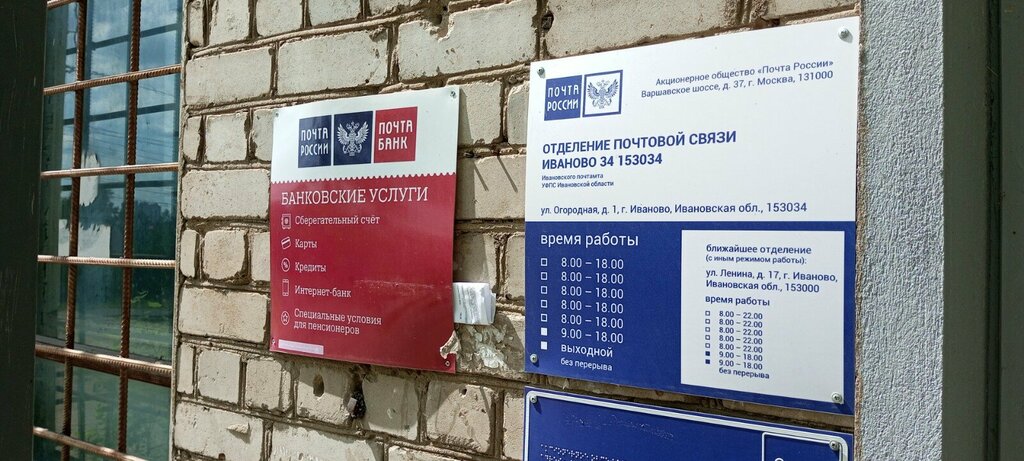 ПОЧТА
РОССИИ
ПОЧТА
БАНК
БАНКОВСКИЕ УСЛУГИ
Сберегательный счёт
Карты
Кредиты
Интернет-банк
Специальные условия
для пенсионеров
ПОЧТА
РОССИИ
Акционерное общество «Почта России»
Варшавское шоссе, д. 37, г. Москва, 131000
ОТДЕЛЕНИЕ ПОЧТОВОЙ СВЯЗИ
ИВАНОВО 34 153034
Ивановского почтамта
УФПС Ивановской области
ул. Огородная, д. 1, г. Иваново, Ивановская обл., 153034
время работы
8.00 – 18.00
8.00 – 18.00
8.00 – 18.00
8.00 – 18.00
8.00 – 18.00
9.00 – 18.00
выходной
без перерыва
ближайшее отделение
(с иным режимом работы):
ул. Ленина, д. 17, г. Иваново,
Ивановская обл., 153000
время работы
8.00 – 22.00
8.00 – 22.00
8.00 – 22.00
8.00 – 22.00
8.00 – 22.00
9.00 – 18.00
9.00 – 18.00
без перерыва